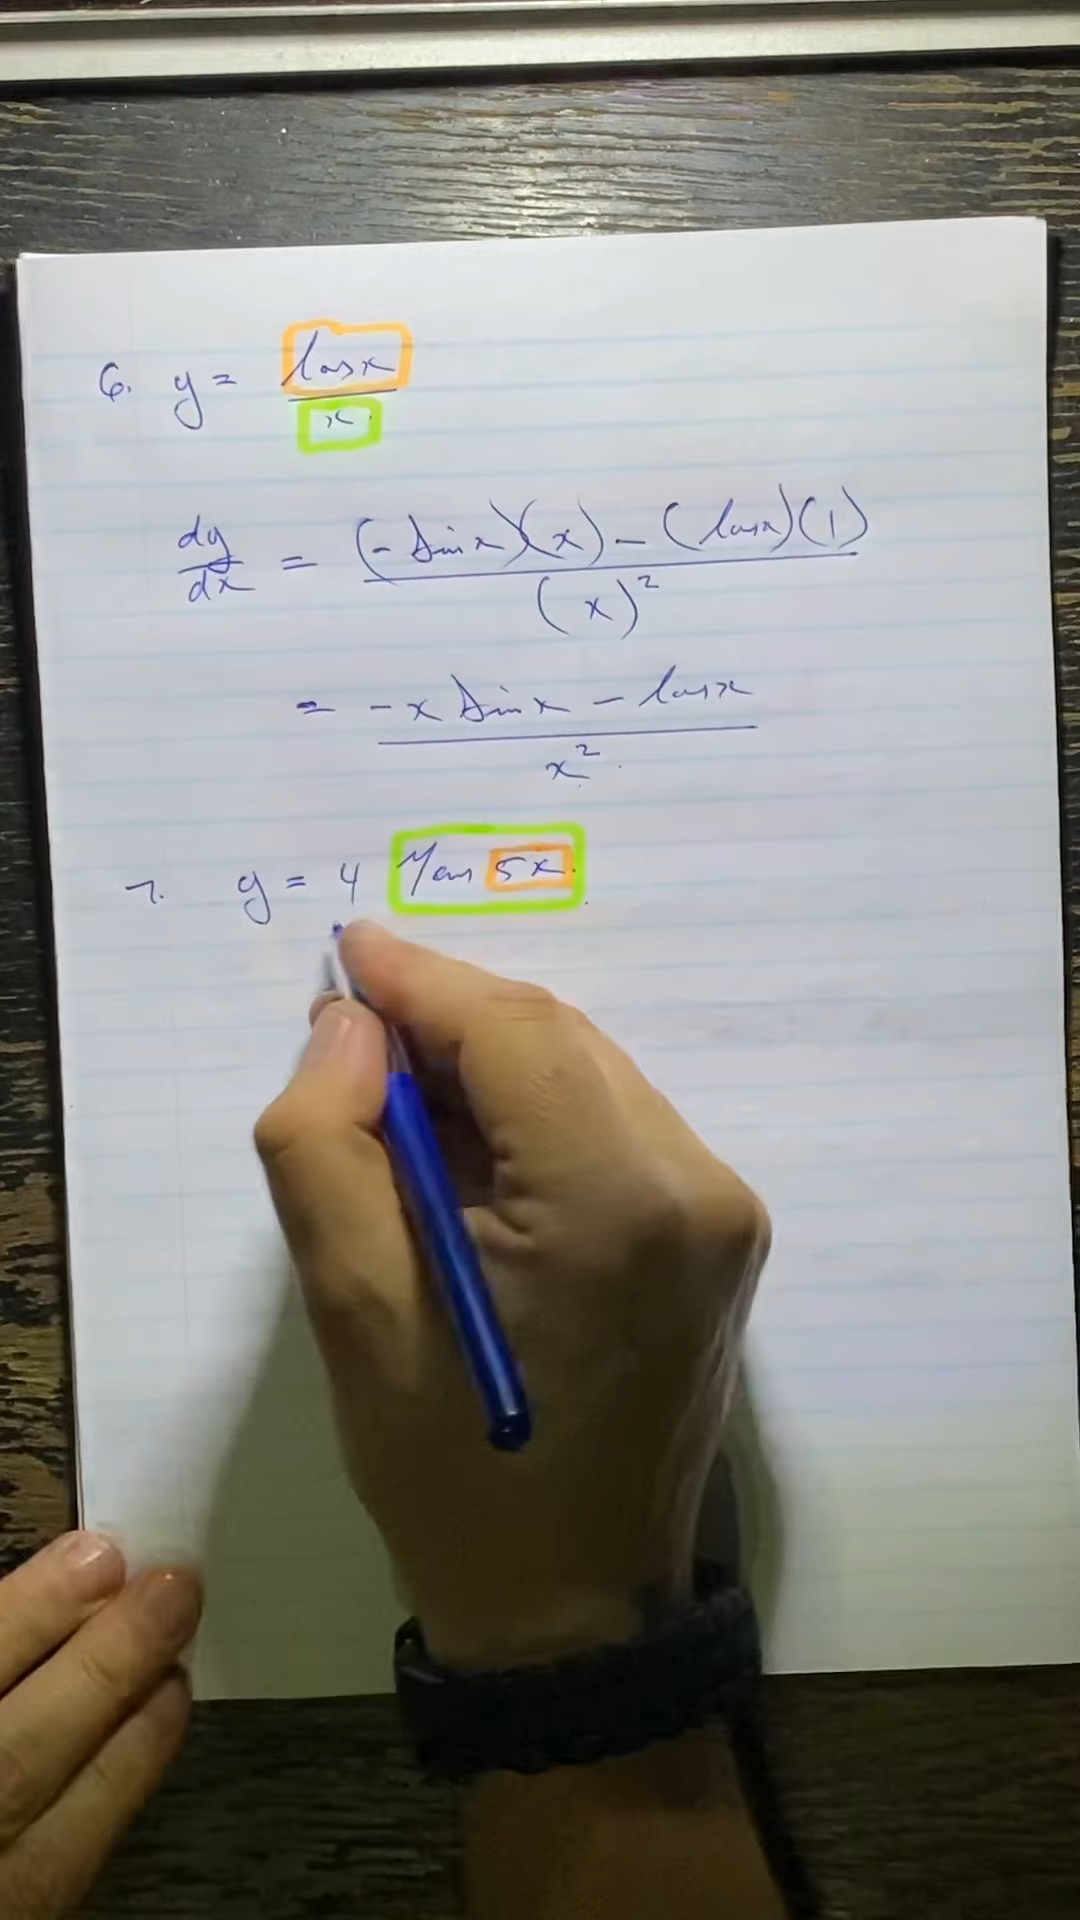 6. y = cos x / x
dy/dx = (- sin x)(x) - (cos x)(1) / (x)²
= -x sin x - cos x / x²
7. y = 4 tan 5x